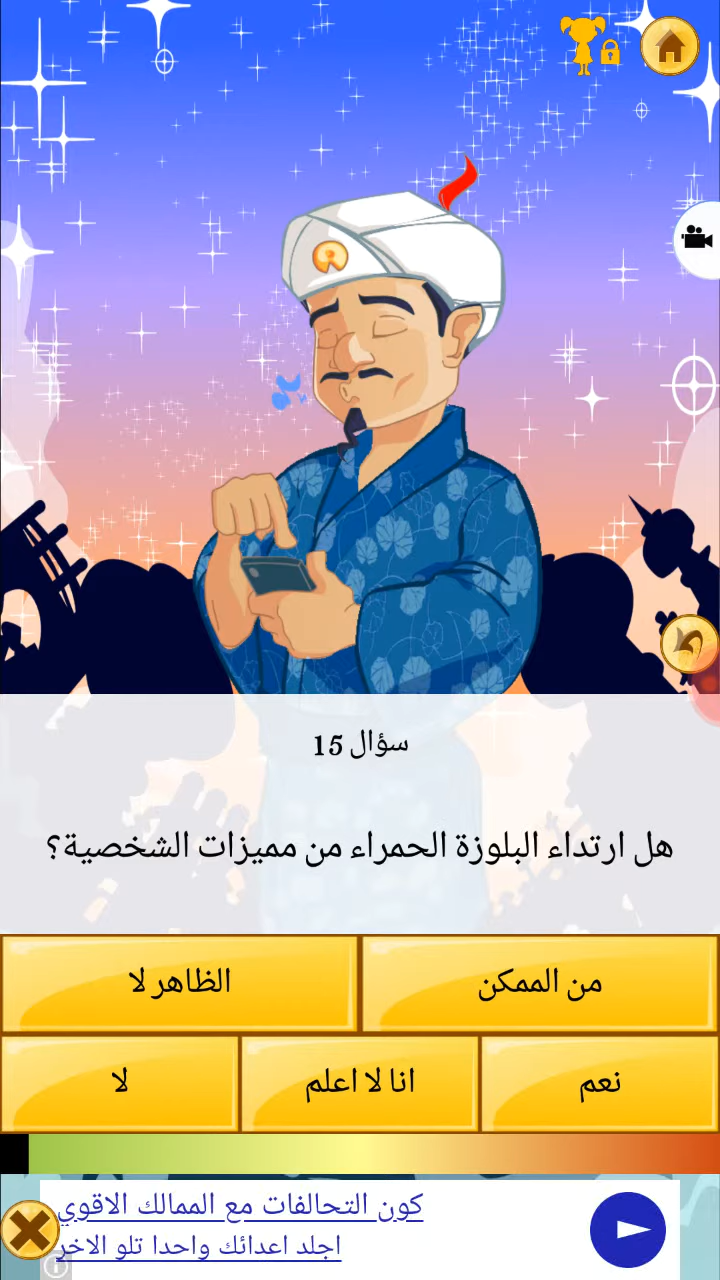 سؤال 15
هل ارتداء البلوزة الحمراء من مميزات الشخصية؟
من الممكن
الظاهر لا
نعم
انا لا اعلم
لا
كون التحالفات مع الممالك الاقوي
اجلد اعدائك واحدا تلو الاخر